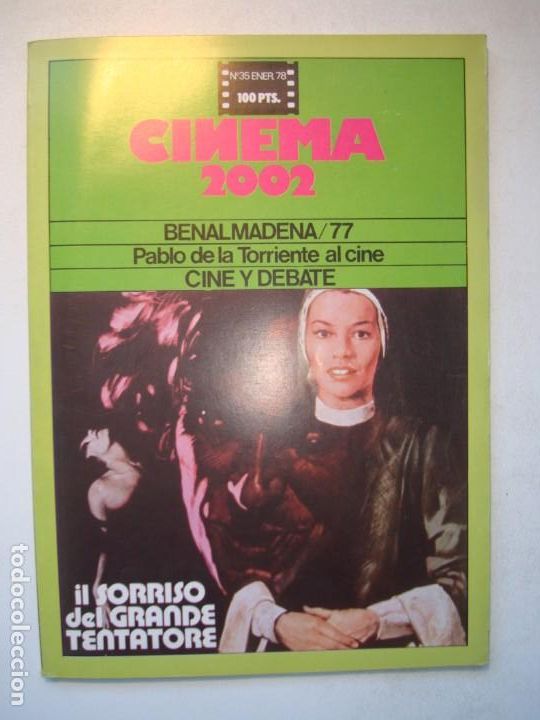 Nº35 ENER. 78
100 PTS.
CINEMA
2002
BENALMADENA/77
Pablo de la Torriente al cine
CINE Y DEBATE
il SORRISO
del GRANDE
TENTATORE
todocoleccion